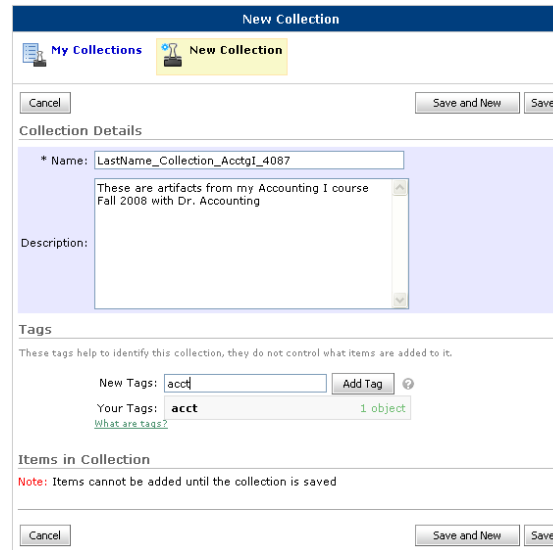 New Collection
My Collections New Collection
Cancel Save and New Save
Collection Details
* Name: LastName_Collection_AcctgI_4087
These are artifacts from my Accounting I course
Fall 2008 with Dr. Accounting
Description:
Tags
These tags help to identify this collection, they do not control what items are added to it.
New Tags: acct Add Tag ?
Your Tags: acct 1 object
What are tags?
Items in Collection
Note: Items cannot be added until the collection is saved
Cancel Save and New Save